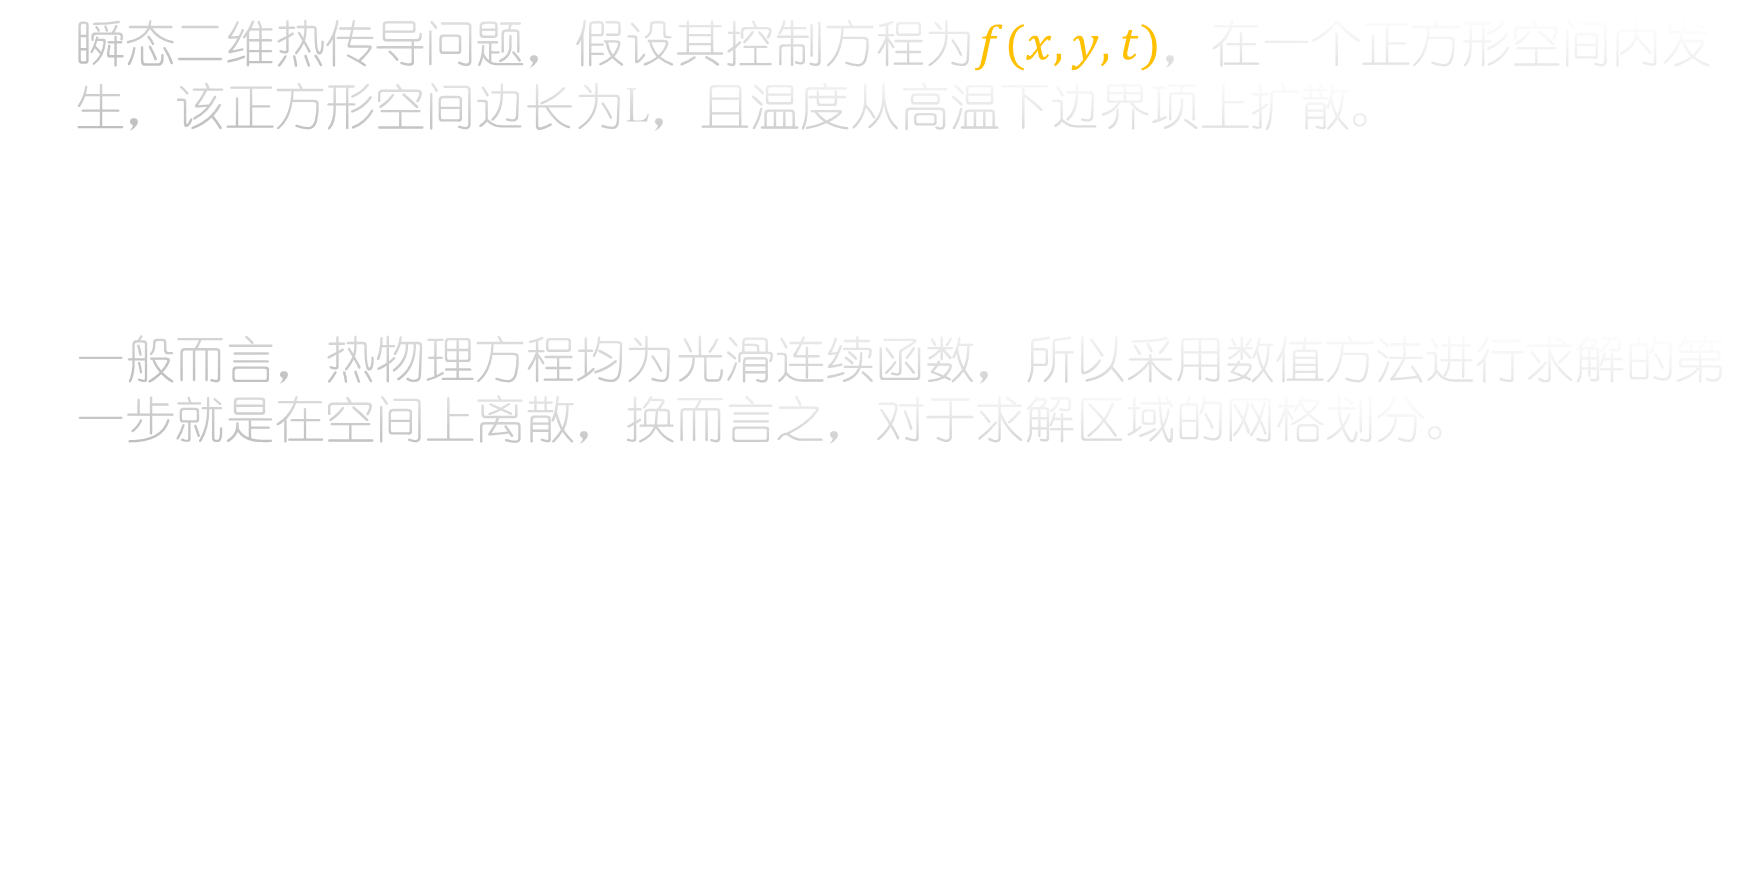 瞬态二维热传导问题，假设其控制方程为f(x, y, t)，在一个正方形空间内发
生，该正方形空间边长为L，且温度从高温下边界项上扩散。
一般而言，热物理方程均为光滑连续函数，所以采用数值方法进行求解的第
一步就是在空间上离散，换而言之，对于求解区域的网格划分。